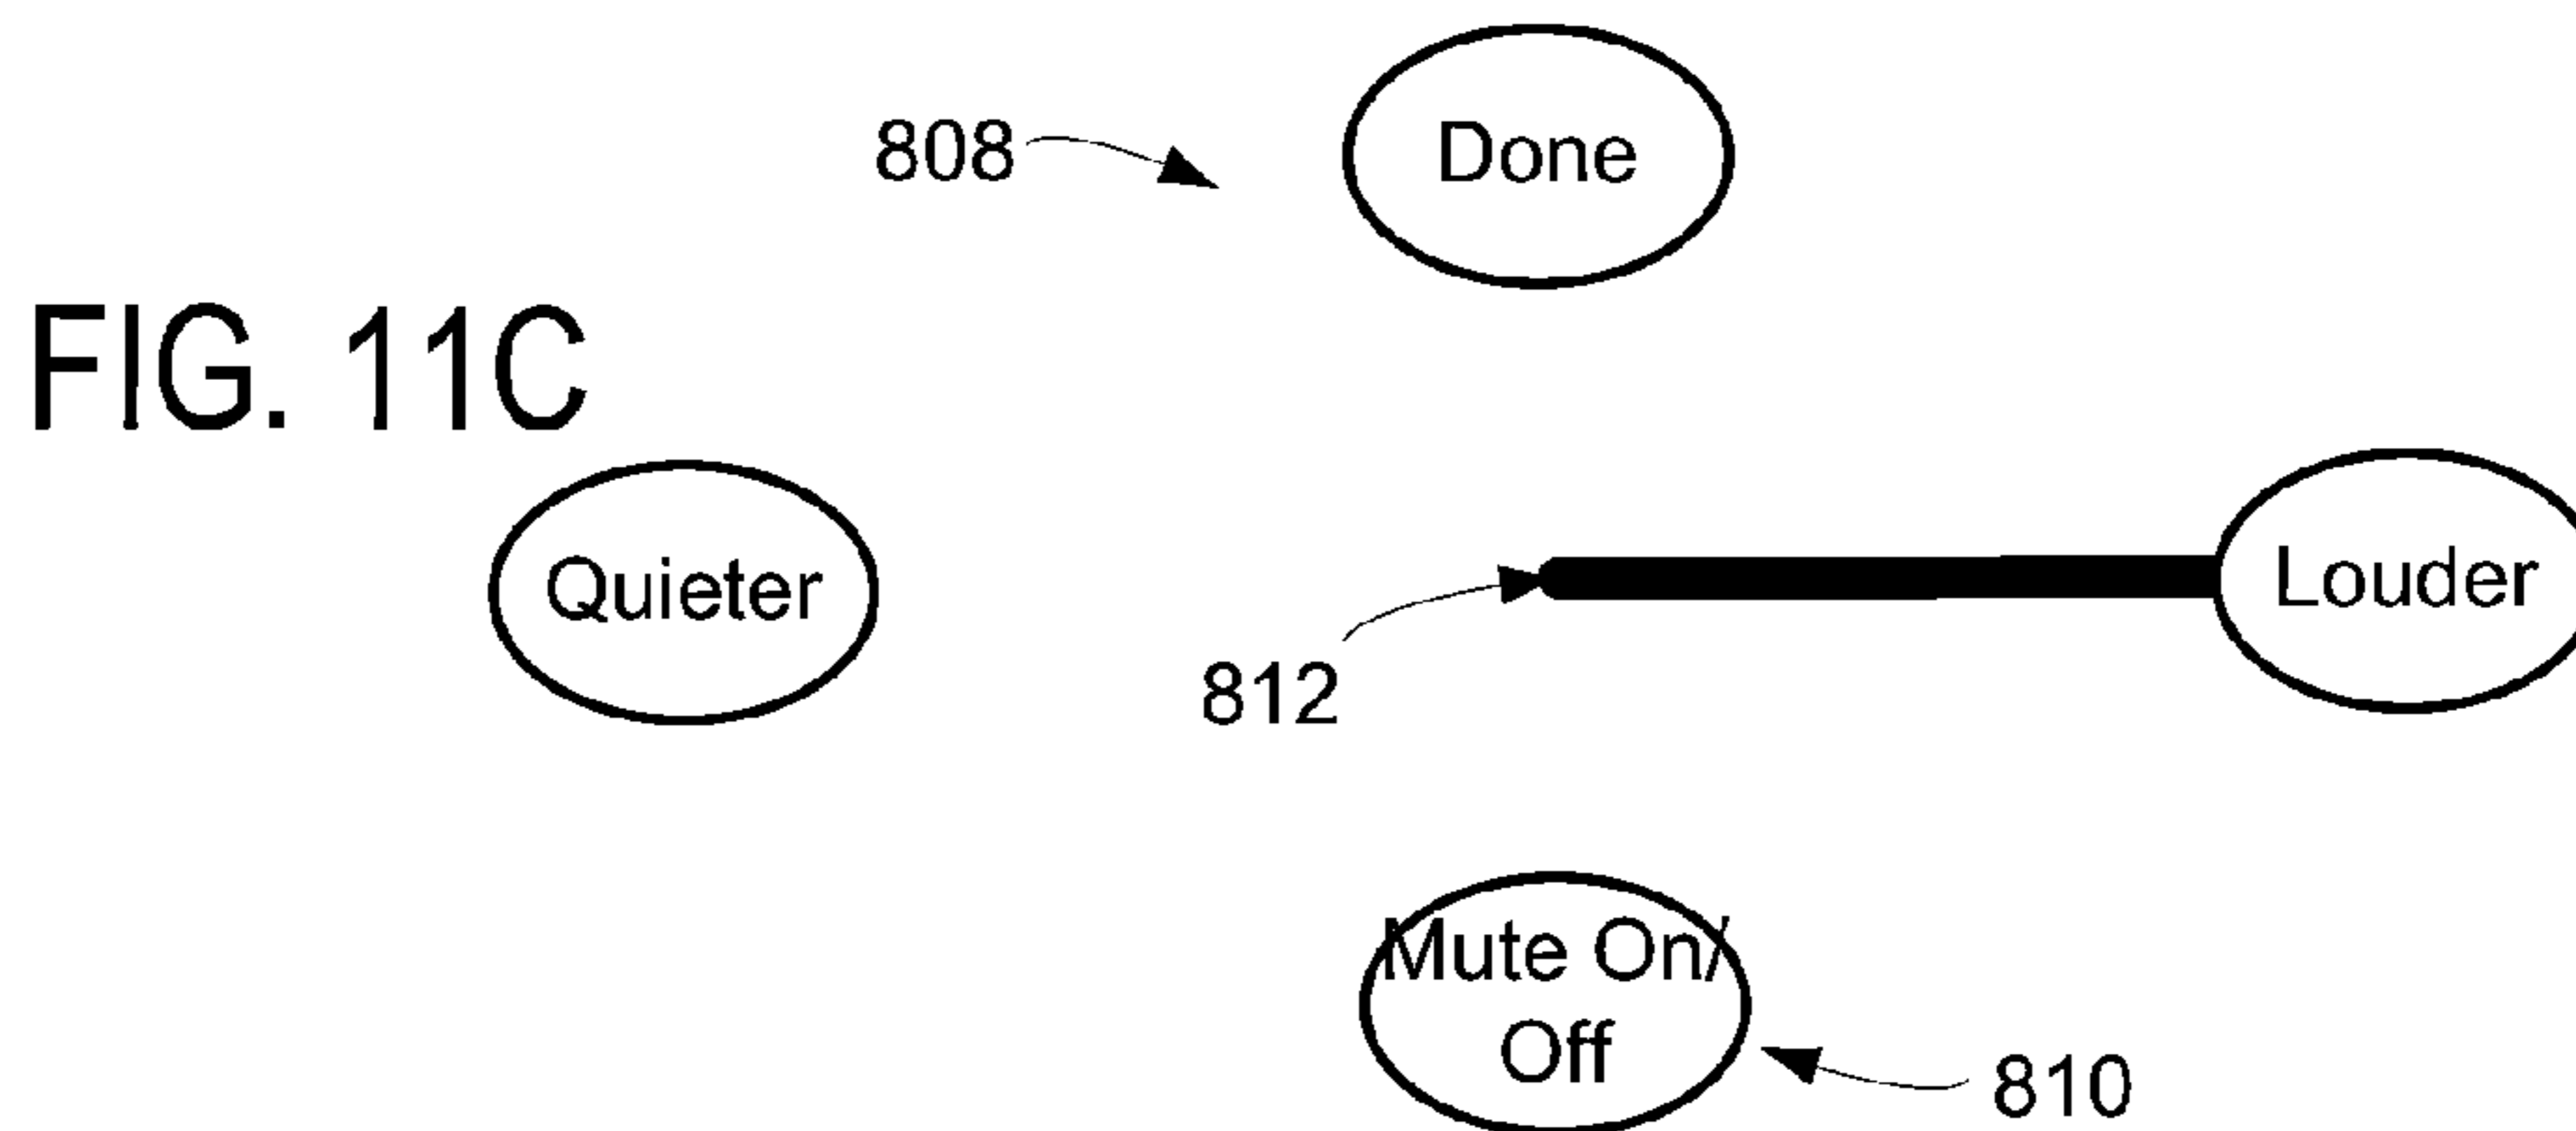 Done
808
FIG. 11C
Quieter
Louder
812
Mute On/
Off
810